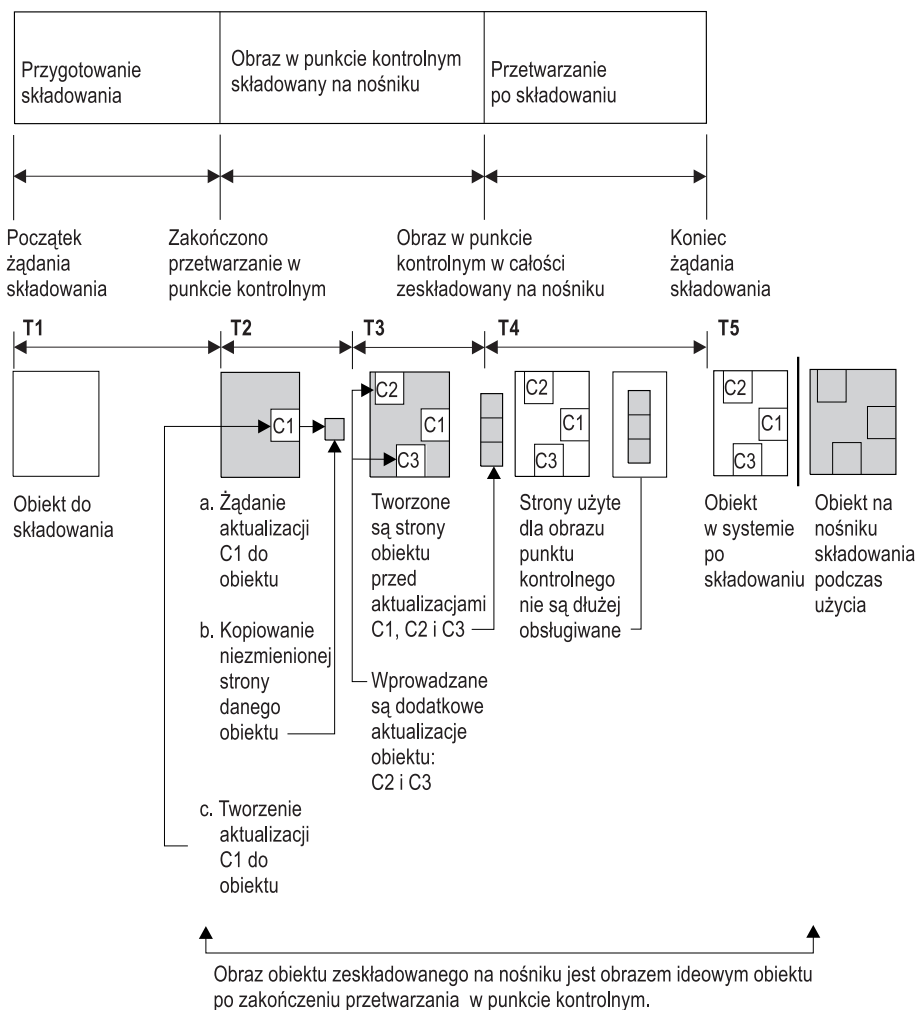 Przygotowanie
składowania
Obraz w punkcie kontrolnym
składowany na nośniku
Przetwarzanie
po składowaniu
Początek
żądania
składowania
Zakończono
przetwarzanie w
punkcie kontrolnym
Obraz w punkcie
kontrolnym w całości
zeskładowany na nośniku
Koniec
żądania
składowania
T1
T2
T3
T4
T5
C1
C2
C1
C3
C2
C1
C3
C2
C1
C3
Obiekt do
składowania
a. Żądanie
aktualizacji
C1 do
obiektu
b. Kopiowanie
niezmienionej
strony
danego
obiektu
c. Tworzenie
aktualizacji
C1 do
obiektu
Tworzone
są strony
obiektu
przed
aktualizacjami
C1, C2 i C3
Wprowadzane
są dodatkowe
aktualizacje
obiektu:
C2 i C3
Strony użyte
dla obrazu
punktu
kontrolnego
nie są dłużej
obsługiwane
Obiekt
w systemie
po
składowaniu
Obiekt na
nośniku
składowania
podczas
użycia
Obraz obiektu zeskładowanego na nośniku jest obrazem ideowym obiektu
po zakończeniu przetwarzania w punkcie kontrolnym.